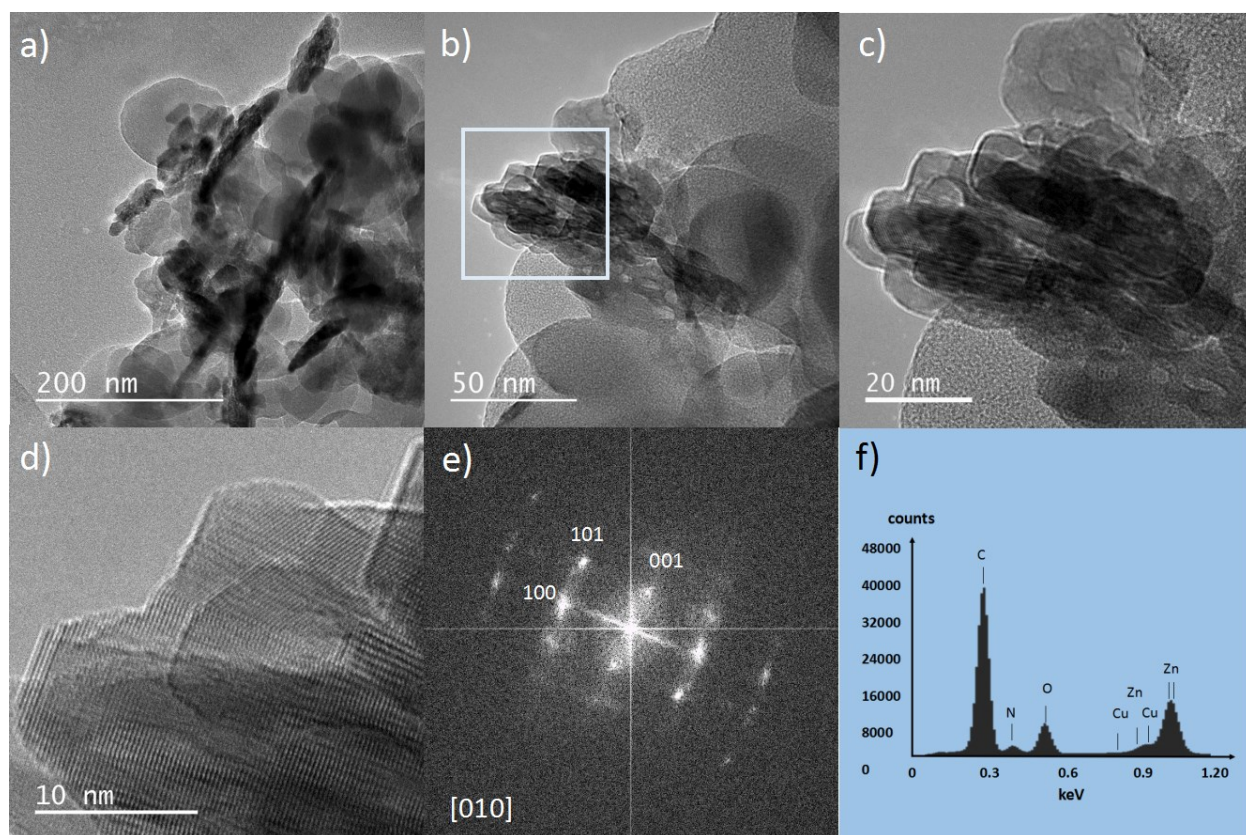 a)
200 nm
b)
50 nm
c)
20 nm
d)
10 nm
e)
101
001
100
[010]
f)
counts
48000
40000
32000
24000
16000
8000
0
C
N
O
Cu
Zn
Cu
Zn
0
0.3
0.6
0.9
1.20
keV